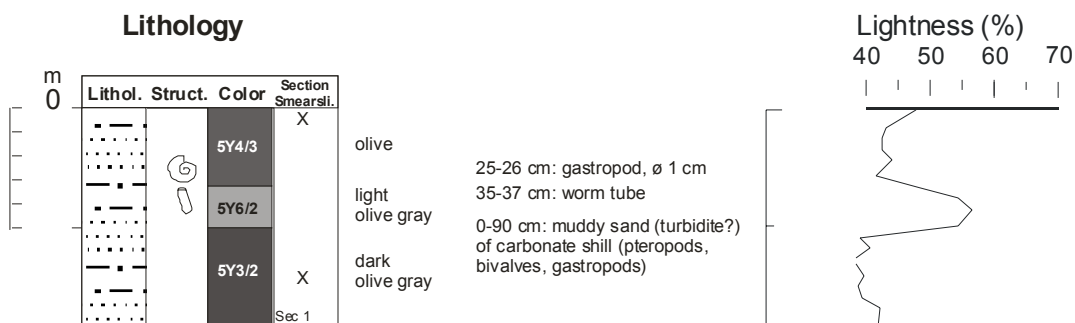 Lithology
Lightness (%)
40 50 60 70
m
0
Lithol. Struct. Color Section Smearsli.
X
5Y4/3
olive
25-26 cm: gastropod, ø 1 cm
35-37 cm: worm tube
5Y6/2
light
olive gray
0-90 cm: muddy sand (turbidite?)
of carbonate shill (pteropods,
bivalves, gastropods)
5Y3/2
dark
olive gray
X
Sec 1